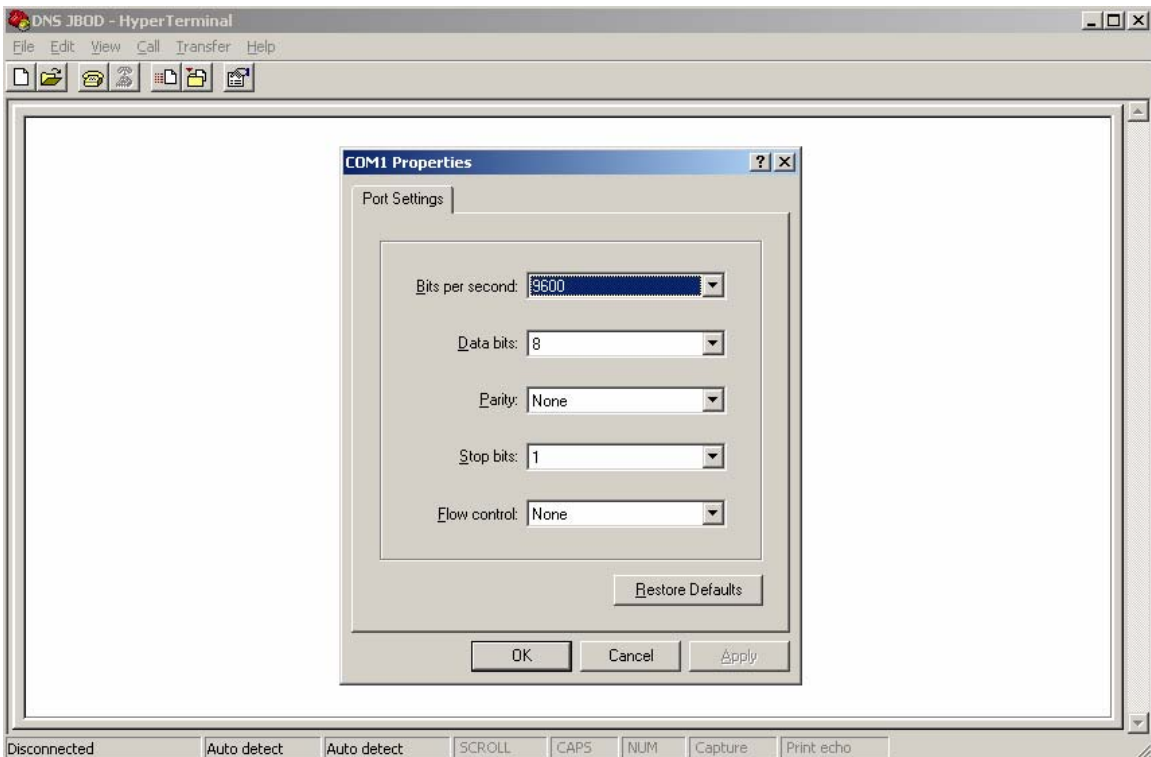 DNS JBOD - HyperTerminal
File Edit View Call Transfer Help
COM1 Properties
Port Settings
Bits per second: 9600
Data bits: 8
Parity: None
Stop bits: 1
Flow control: None
Restore Defaults
OK Cancel Apply
Disconnected Auto detect Auto detect SCROLL CAPS NUM Capture Print echo